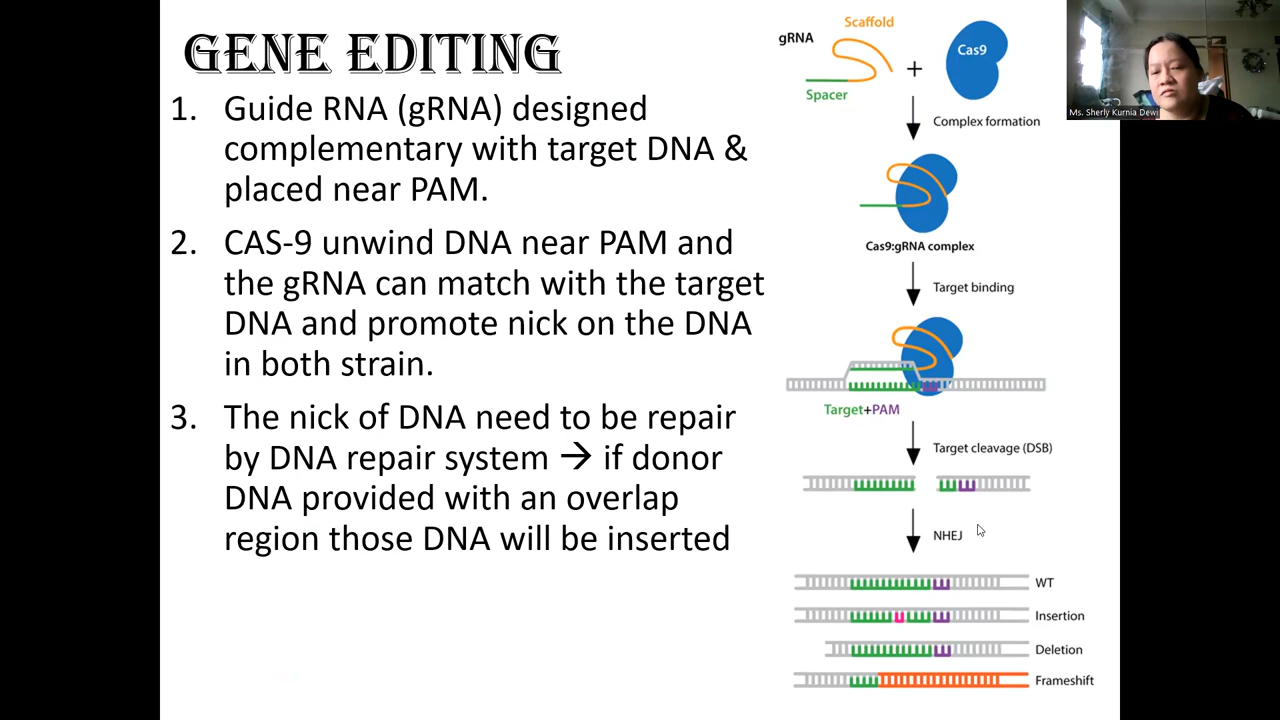 GENE EDITING
1. Guide RNA (gRNA) designed
complementary with target DNA &
placed near PAM.
2. CAS-9 unwind DNA near PAM and
the gRNA can match with the target
DNA and promote nick on the DNA
in both strain.
3. The nick of DNA need to be repair
by DNA repair system → if donor
DNA provided with an overlap
region those DNA will be inserted
Scaffold
gRNA
Cas9
+
Spacer
Complex formation
Cas9:gRNA complex
Target binding
Target+PAM
Target cleavage (DSB)
NHEJ
WT
Insertion
Deletion
Frameshift
Ms. Sherly Kurnia Dewi